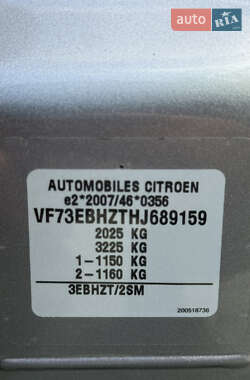 auto RIA
AUTOMOBILES CITROEN
e2*2007/46*0356
VF73EBHZTHJ689159
2025 KG
3225 KG
1-1150 KG
2-1160 KG
3EBHZT/2SM
200518736